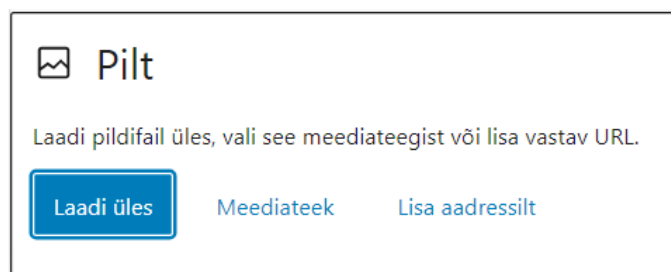 Pilt
Laadi pildifail üles, vali see meediateegist või lisa vastav URL.
Laadi üles Meediateek Lisa aadressilt